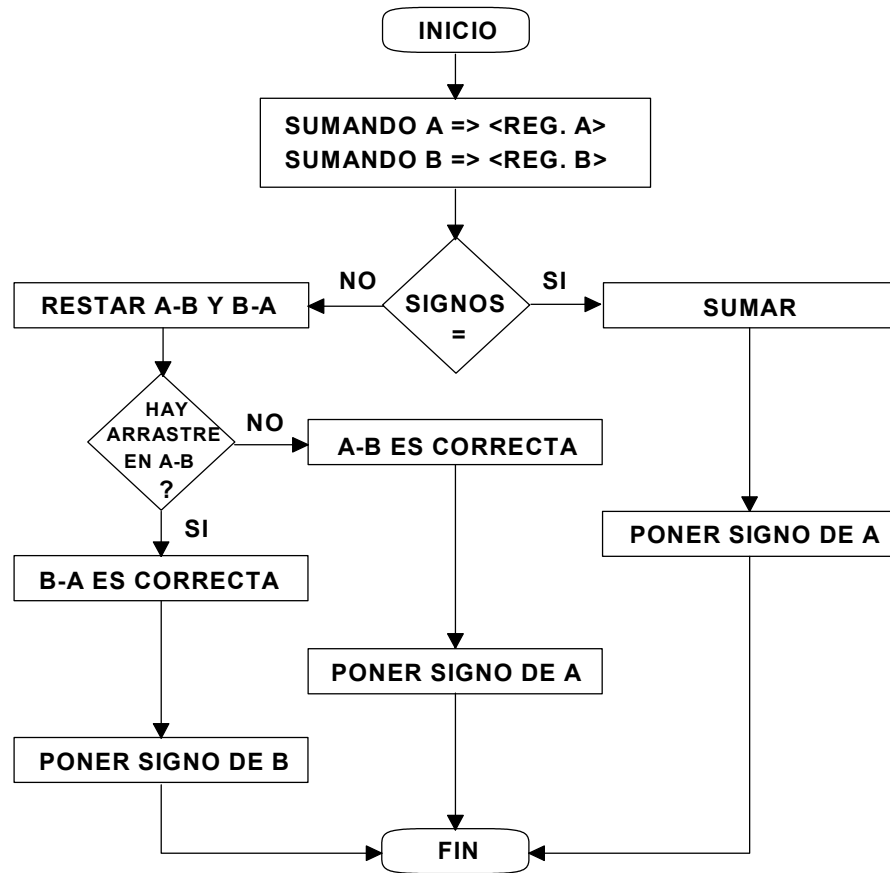 INICIO
SUMANDO A => <REG. A>
SUMANDO B => <REG. B>
SIGNOS
=
NO
SI
RESTAR A-B Y B-A
SUMAR
HAY
ARRASTRE
EN A-B
?
NO
SI
A-B ES CORRECTA
PONER SIGNO DE A
B-A ES CORRECTA
PONER SIGNO DE A
PONER SIGNO DE B
FIN